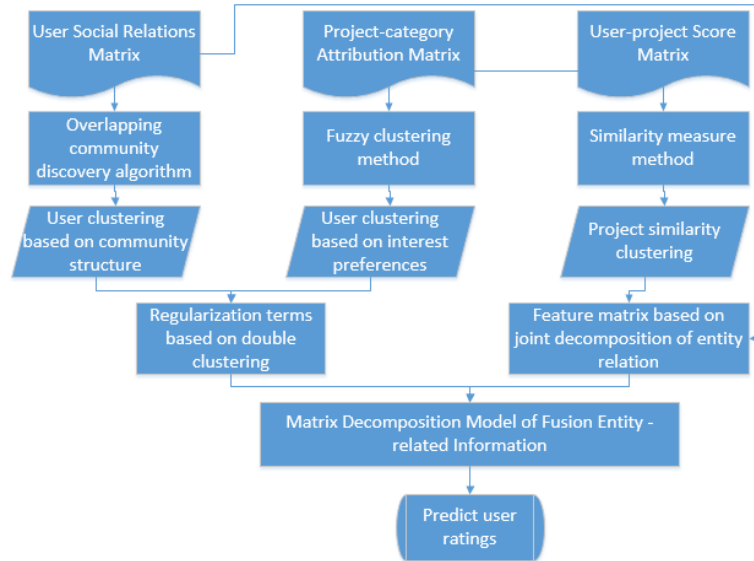 User Social Relations
Matrix
Project-category
Attribution Matrix
User-project Score
Matrix
Overlapping
community
discovery algorithm
Fuzzy clustering
method
Similarity measure
method
User clustering
based on community
structure
User clustering
based on interest
preferences
Project similarity
clustering
Regularization terms
based on double
clustering
Feature matrix based on
joint decomposition of entity
relation
Matrix Decomposition Model of Fusion Entity -
related Information
Predict user
ratings